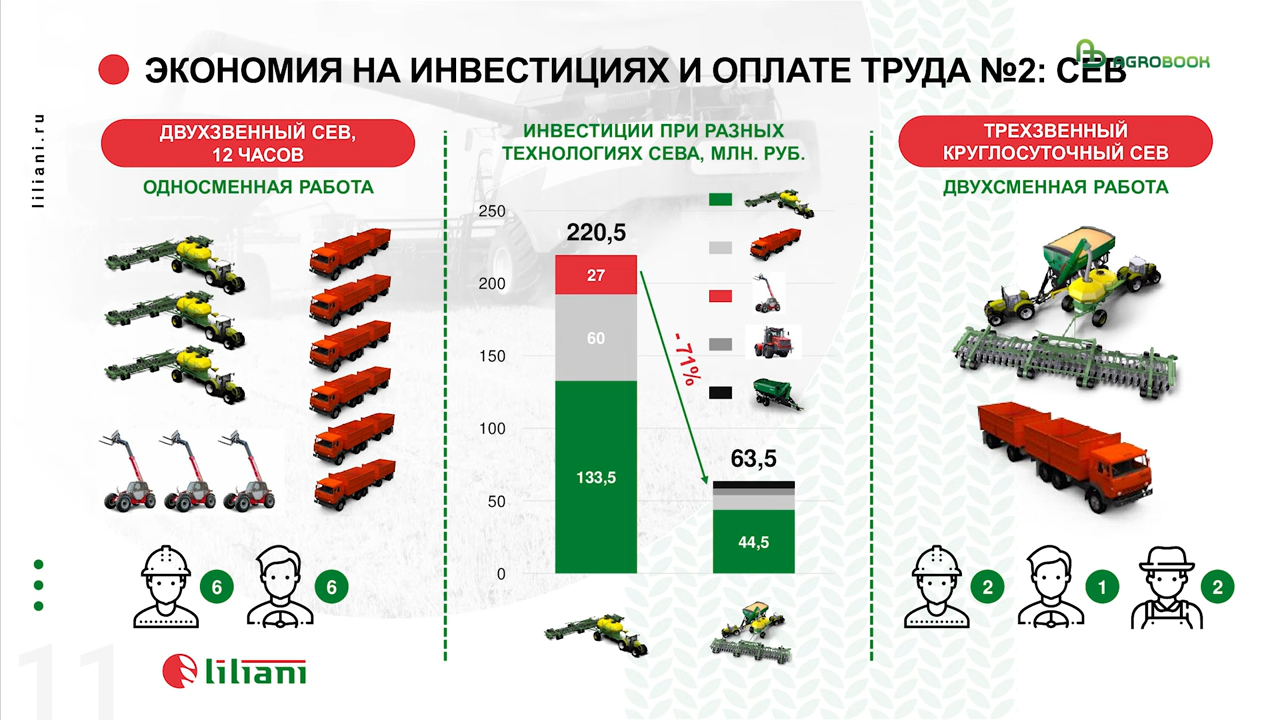 ЭКОНОМИЯ НА ИНВЕСТИЦИЯХ И ОПЛАТЕ ТРУДА №2: СЕВ
AGROBOOK
liliani.ru
ДВУХЗВЕННЫЙ СЕВ,
12 ЧАСОВ
ОДНОСМЕННАЯ РАБОТА
6
6
liliani
11
ИНВЕСТИЦИИ ПРИ РАЗНЫХ
ТЕХНОЛОГИЯХ СЕВА, МЛН. РУБ.
250
200
150
100
50
0
220,5
27
60
133,5
- 71%
63,5
44,5
ТРЕХЗВЕННЫЙ
КРУГЛОСУТОЧНЫЙ СЕВ
ДВУХСМЕННАЯ РАБОТА
2
1
2